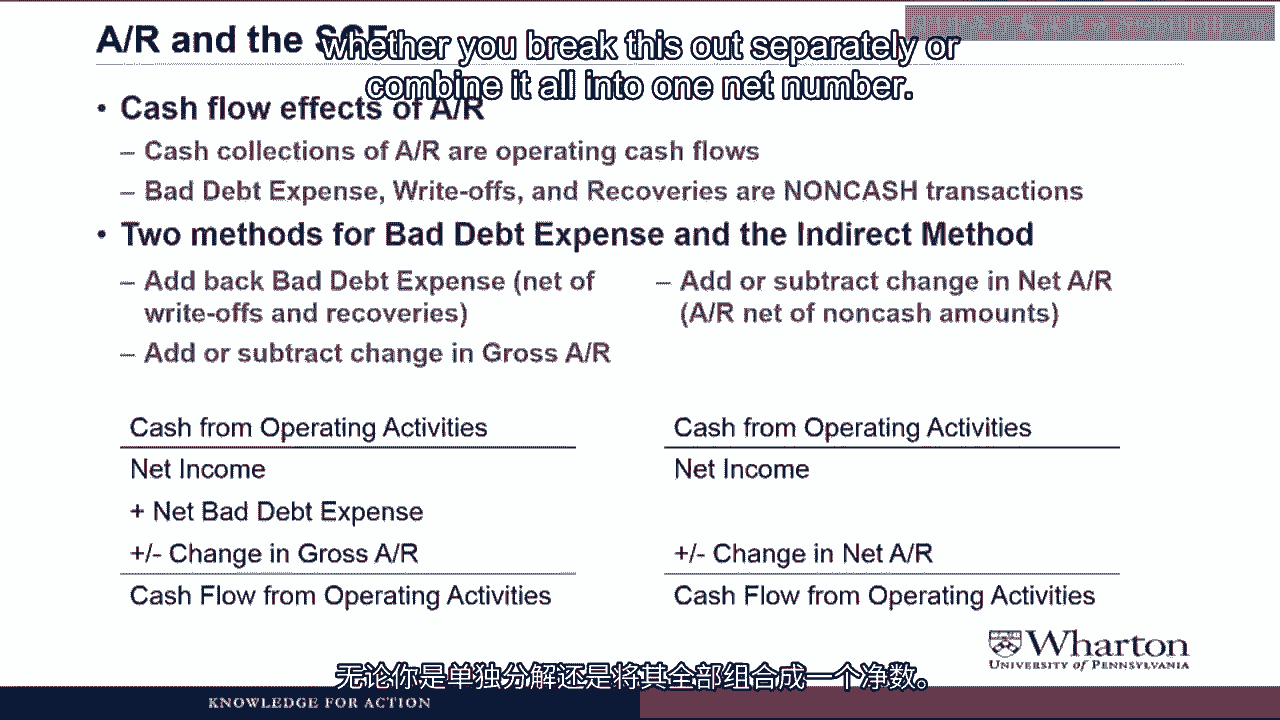 A/R and the SCF
whether you break this out separately or
combine it all into one net number.
• Cash flow effects of A/R
– Cash collections of A/R are operating cash flows
– Bad Debt Expense, Write-offs, and Recoveries are NONCASH transactions
• Two methods for Bad Debt Expense and the Indirect Method
– Add back Bad Debt Expense (net of
write-offs and recoveries)
– Add or subtract change in Gross A/R
– Add or subtract change in Net A/R
(A/R net of noncash amounts)
Cash from Operating Activities
Net Income
+ Net Bad Debt Expense
+/- Change in Gross A/R
Cash Flow from Operating Activities
Cash from Operating Activities
Net Income
+/- Change in Net A/R
Cash Flow from Operating Activities
Wharton
UNIVERSITY OF PENNSYLVANIA
无论你是单独分解还是将其全部组合成一个净数。
KNOWLEDGE FOR ACTION